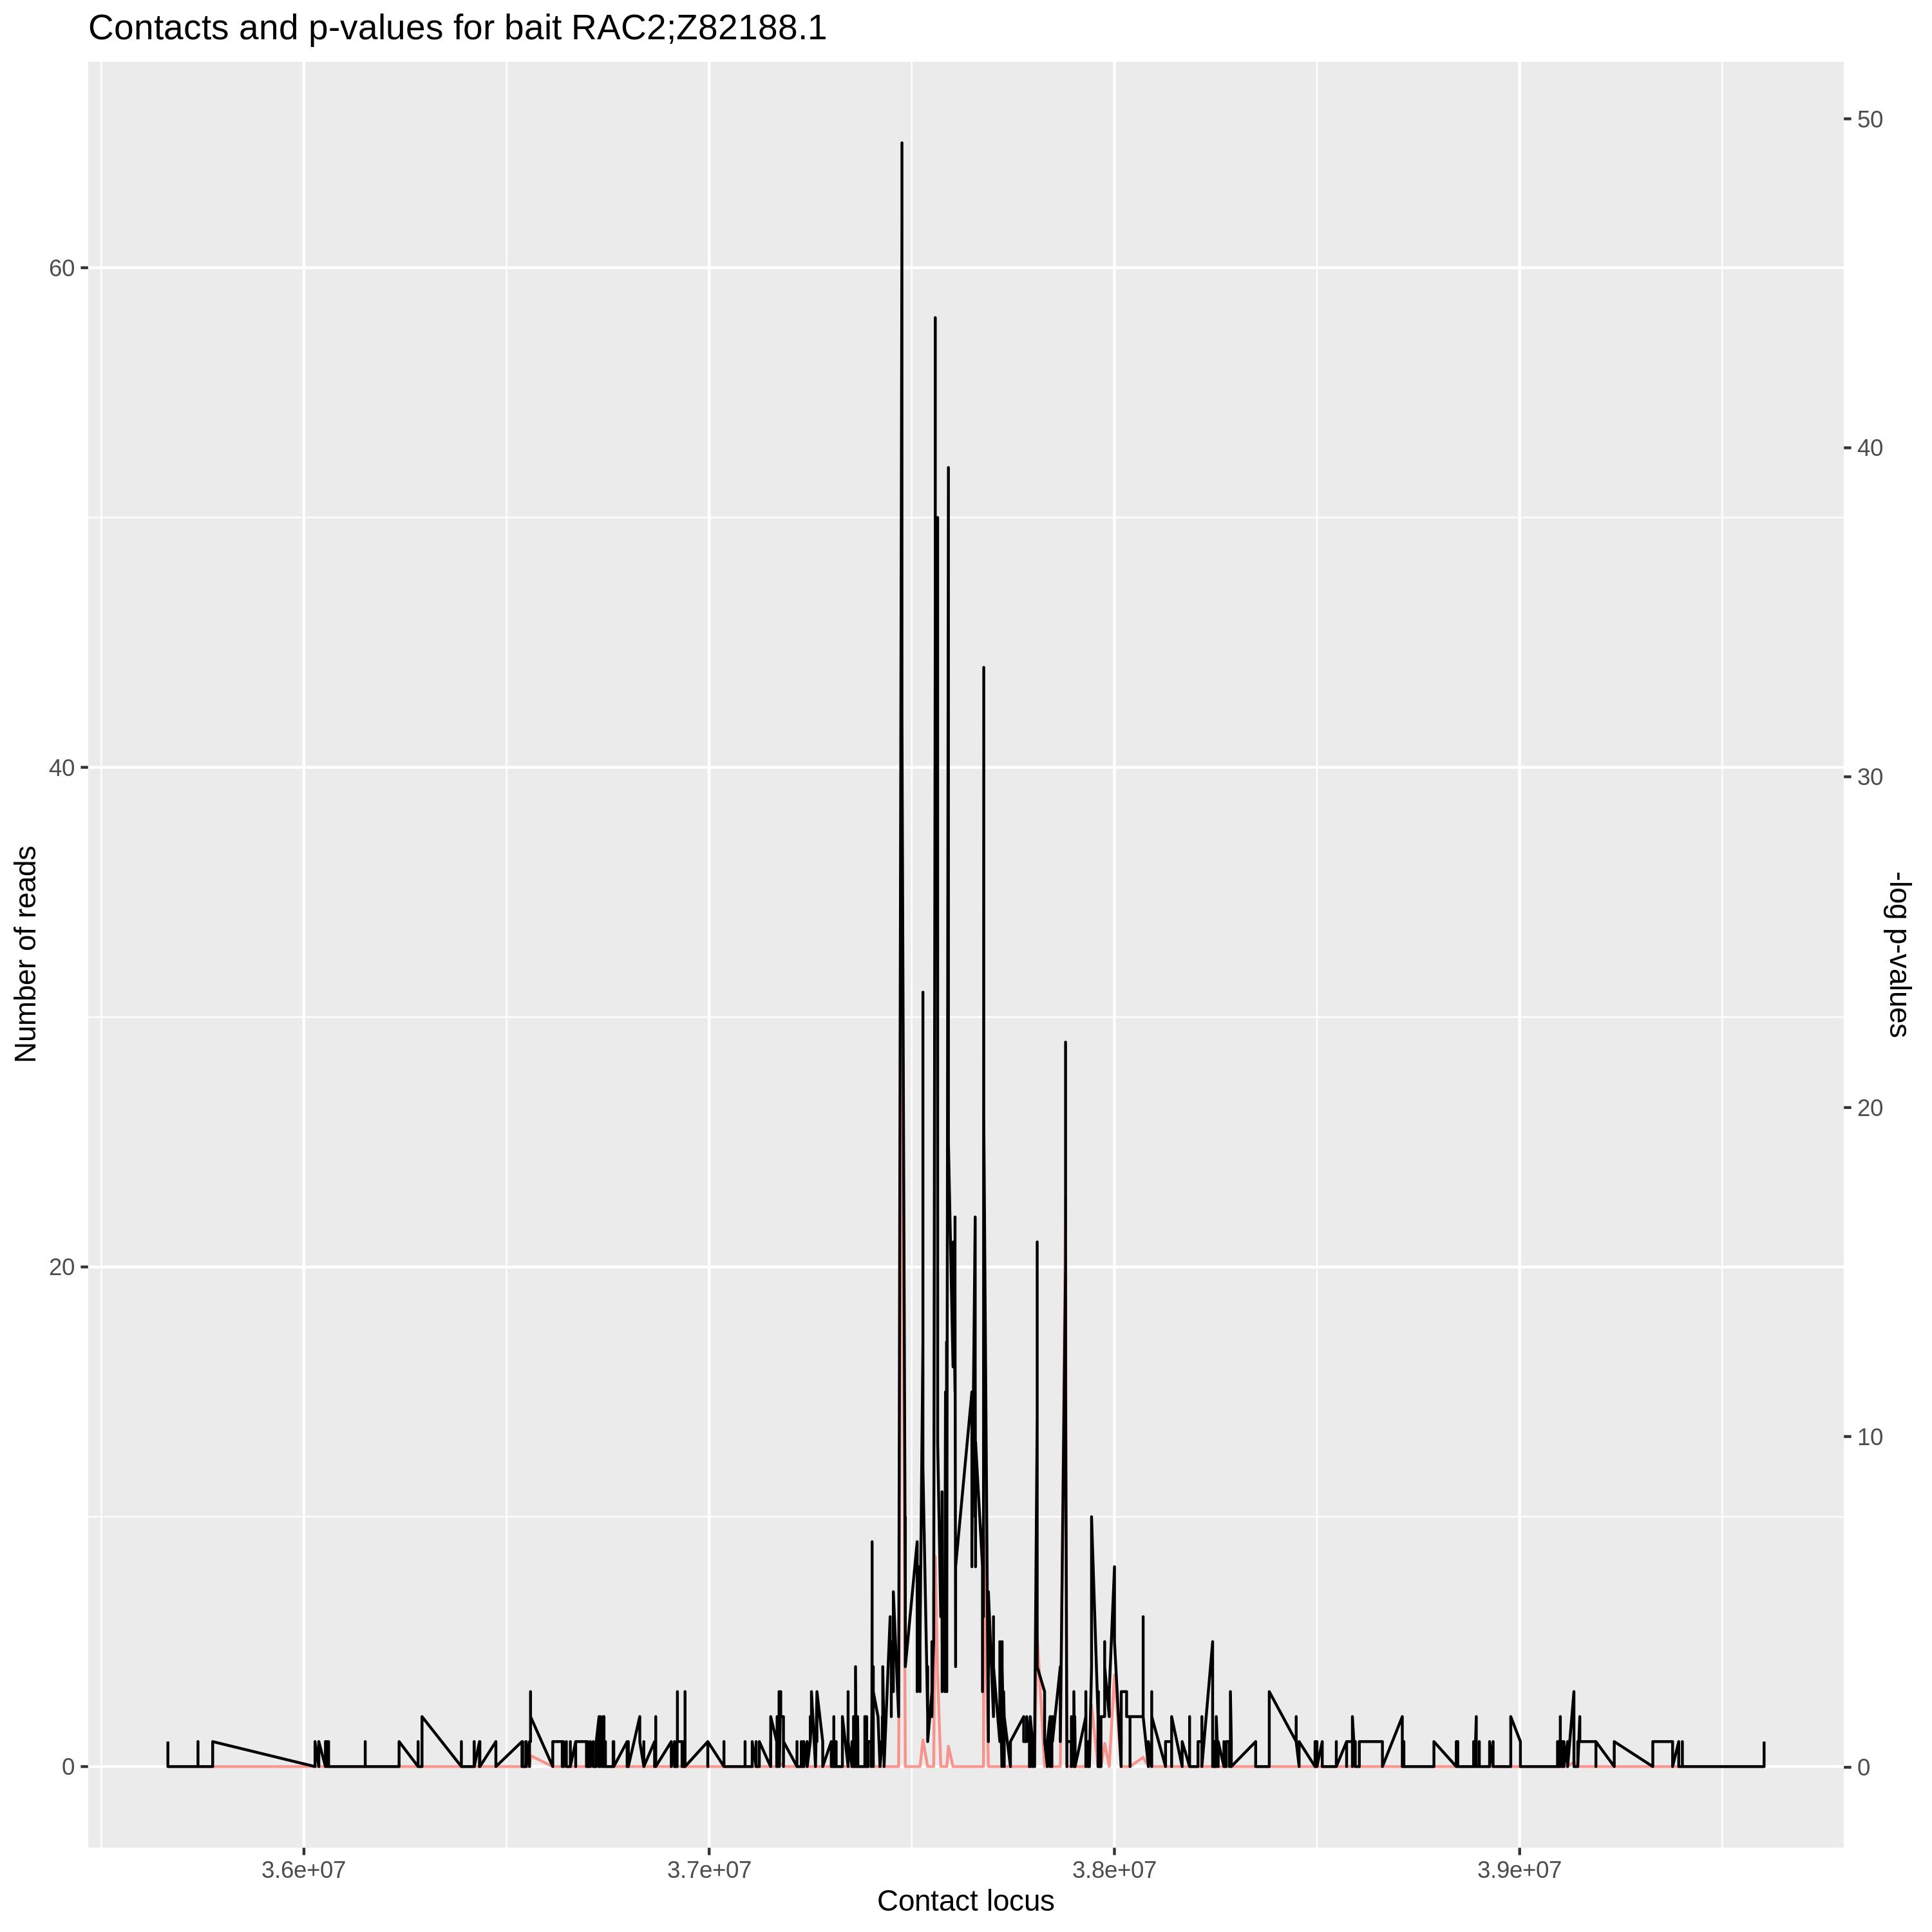 Contacts and p-values for bait RAC2;Z82188.1
Number of reads
60
40
20
0
50
40
30
20
10
0
-log p-values
3.6e+07
3.7e+07
3.8e+07
3.9e+07
Contact locus